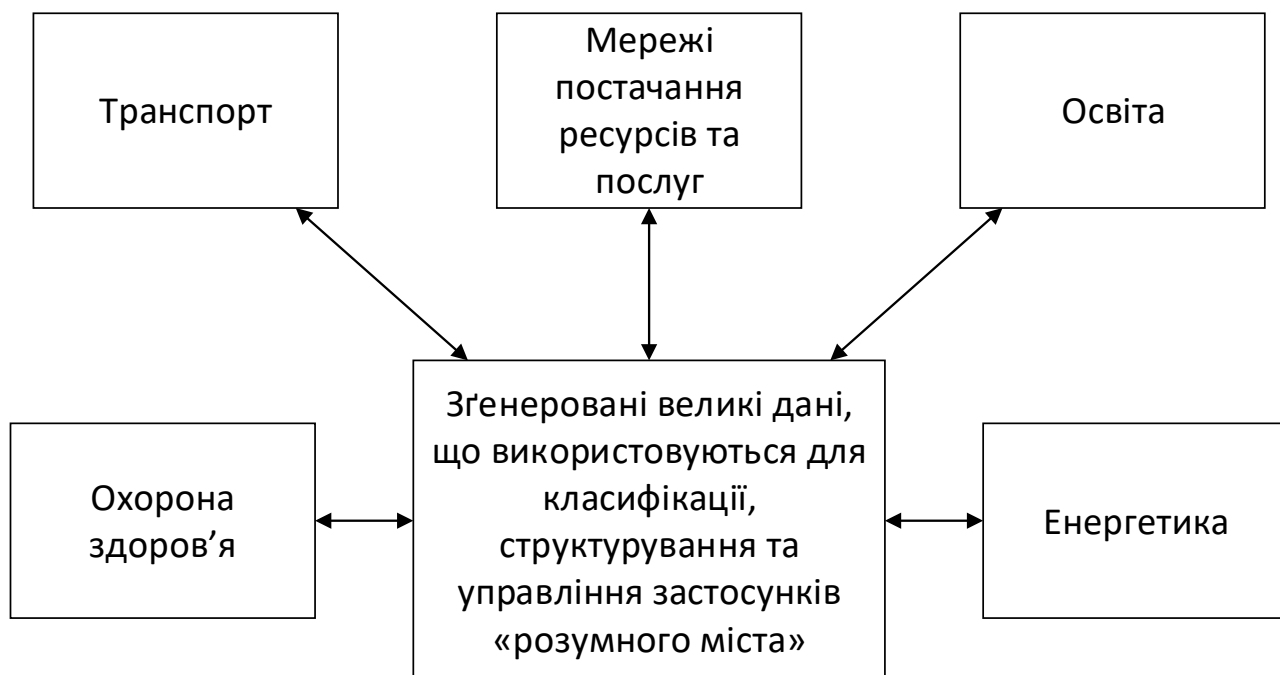 Транспорт
Мережі
постачання
ресурсів та
послуг
Освіта
Охорона
здоров’я
Зґенеровані великі дані,
що використовуються для
класифікації,
структурування та
управління застосунків
«розумного міста»
Енергетика